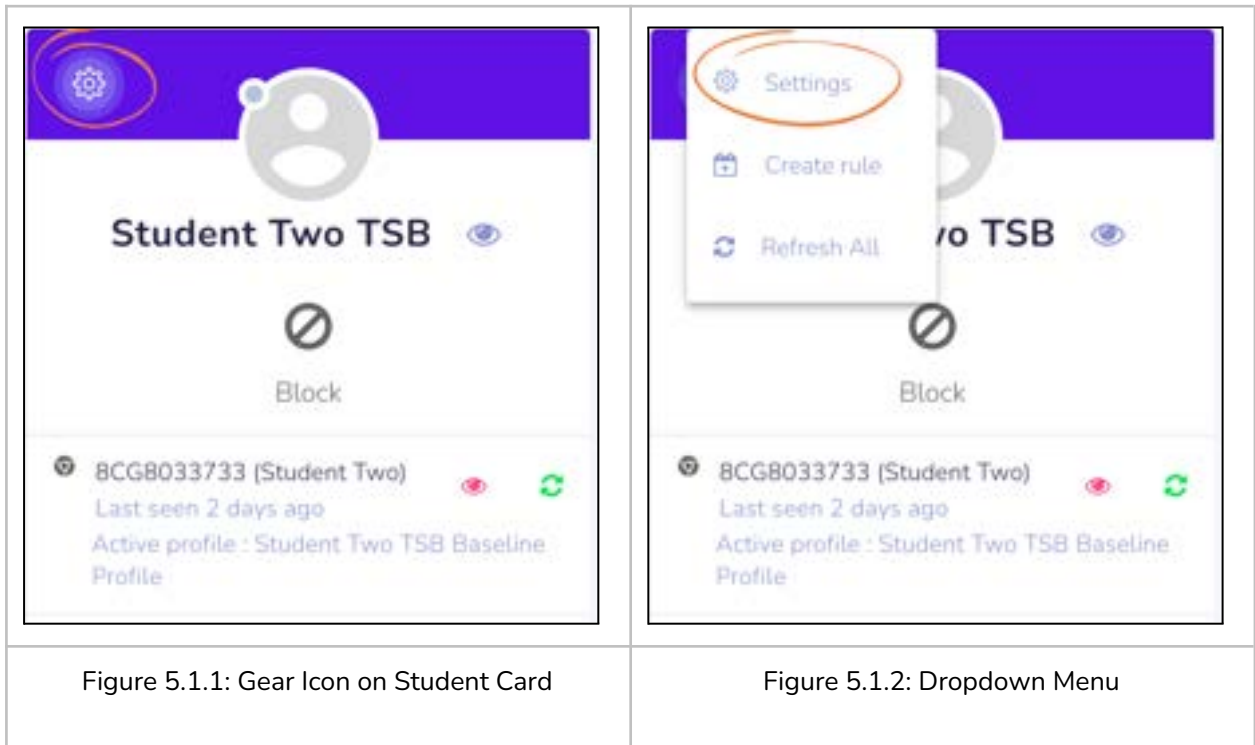 Student Two TSB
Block
8CG8033733 (Student Two)
Last seen 2 days ago
Active profile : Student Two TSB Baseline
Profile
Figure 5.1.1: Gear Icon on Student Card
Settings
Create rule
Refresh All
o TSB
Block
8CG8033733 (Student Two)
Last seen 2 days ago
Active profile : Student Two TSB Baseline
Profile
Figure 5.1.2: Dropdown Menu